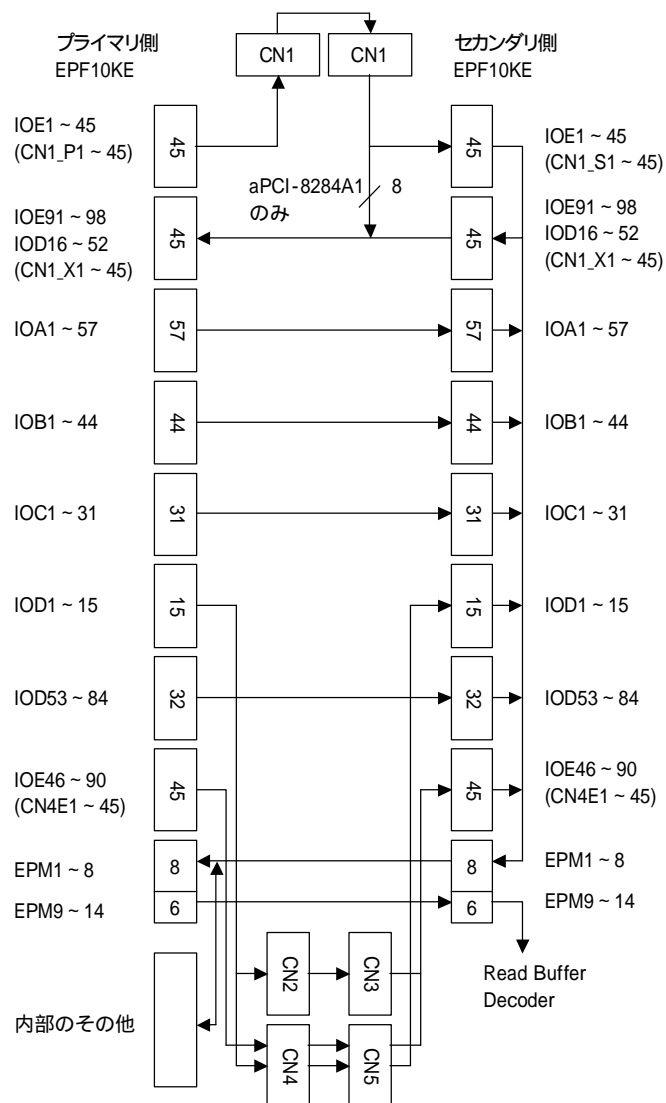 プライマリ側
EPF10KE
CN1
CN1
セカンダリ側
EPF10KE
IOE1 ~ 45
(CN1_P1 ~ 45)
45
45
IOE1 ~ 45
(CN1_S1 ~ 45)
aPCI-8284A1
のみ
8
IOE91 ~ 98
IOD16 ~ 52
(CN1_X1 ~ 45)
45
45
IOE91 ~ 98
IOD16 ~ 52
(CN1_X1 ~ 45)
IOA1 ~ 57
57
57
IOA1 ~ 57
IOB1 ~ 44
44
44
IOB1 ~ 44
IOC1 ~ 31
31
31
IOC1 ~ 31
IOD1 ~ 15
15
15
IOD1 ~ 15
IOD53 ~ 84
32
32
IOD53 ~ 84
IOE46 ~ 90
(CN4E1 ~ 45)
45
45
IOE46 ~ 90
(CN4E1 ~ 45)
EPM1 ~ 8
8
8
EPM1 ~ 8
EPM9 ~ 14
6
6
EPM9 ~ 14
CN2
CN3
Read Buffer
Decoder
内部のその他
CN4
CN5